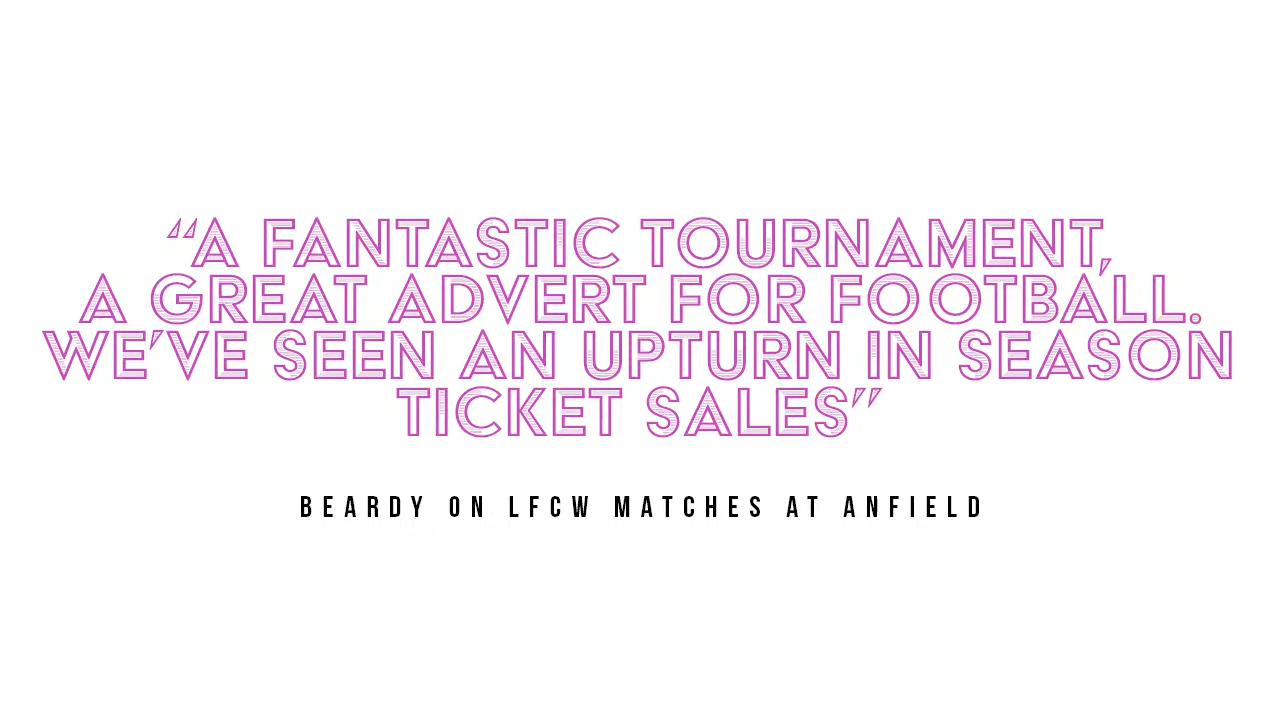 “A FANTASTIC TOURNAMENT,
A GREAT ADVERT FOR FOOTBALL.
WE’VE SEEN AN UPTURN IN SEASON
TICKET SALES”
BEARDY ON LFCW MATCHES AT ANFIELD